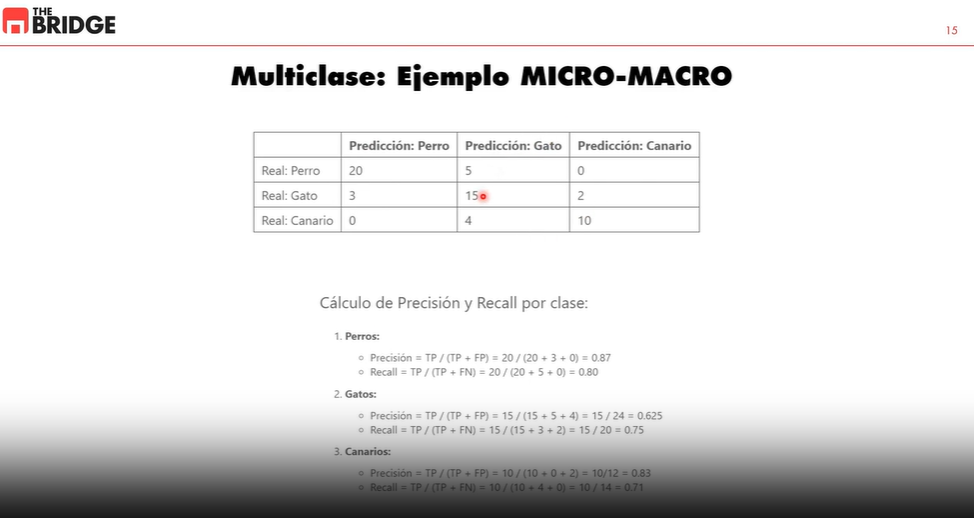 THE
BRIDGE
15
Multiclase: Ejemplo MICRO-MACRO
Predicción: Perro Predicción: Gato Predicción: Canario
Real: Perro 20 5 0
Real: Gato 3 15 2
Real: Canario 0 4 10
Cálculo de Precisión y Recall por clase:
1. Perros:
Precisión = TP / (TP + FP) = 20 / (20 + 3 + 0) = 0.87
Recall = TP / (TP + FN) = 20 / (20 + 5 + 0) = 0.80
2. Gatos:
Precisión = TP / (TP + FP) = 15 / (15 + 5 + 4) = 15 / 24 = 0.625
Recall = TP / (TP + FN) = 15 / (15 + 3 + 2) = 15 / 20 = 0.75
3. Canarios:
Precisión = TP / (TP + FP) = 10 / (10 + 0 + 2) = 10/12 = 0.83
Recall = TP / (TP + FN) = 10 / (10 + 4 + 0) = 10 / 14 = 0.71